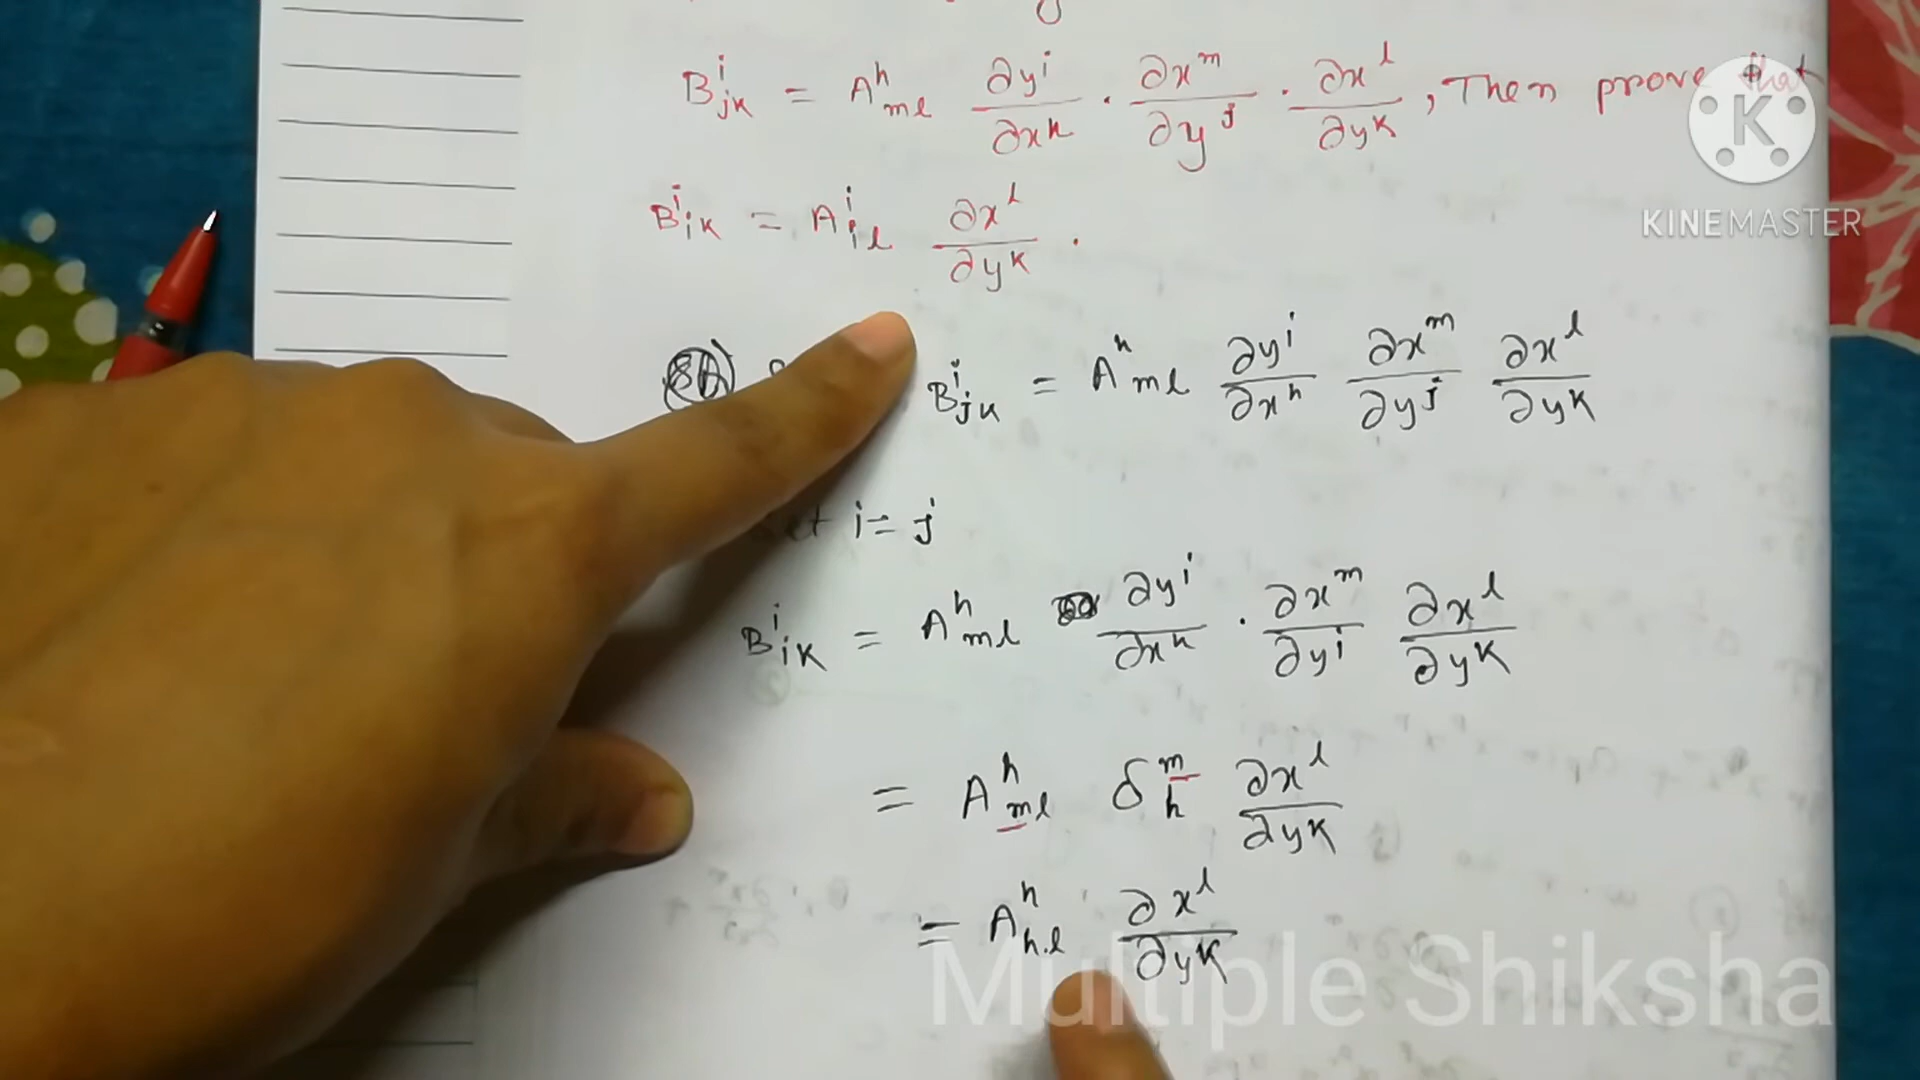 B^i_{jk} = A^h_{ml} ∂y^i/∂x^h · ∂x^m/∂y^j · ∂x^l/∂y^k, Then prove that
K
KINEMASTER
B^i_{ik} = A^i_{il} ∂x^l/∂y^k .
B^i_{jk} = A^h_{ml} ∂y^i/∂x^h ∂x^m/∂y^j ∂x^l/∂y^k
i = j
B^i_{ik} = A^h_{ml} ∂y^i/∂x^h · ∂x^m/∂y^i ∂x^l/∂y^k
= A^h_{ml} δ^m_h ∂x^l/∂y^k
= A^h_{h.l} ∂x^l/∂y^k
Multiple Shiksha